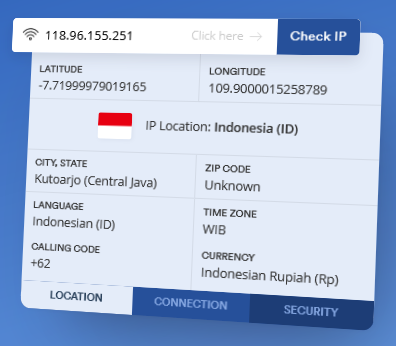 118.96.155.251
Click here →
Check IP
LATITUDE
-7.71999979019165
LONGITUDE
109.9000015258789
IP Location: Indonesia (ID)
CITY, STATE
Kutoarjo (Central Java)
ZIP CODE
Unknown
LANGUAGE
Indonesian (ID)
TIME ZONE
WIB
CALLING CODE
+62
CURRENCY
Indonesian Rupiah (Rp)
LOCATION
CONNECTION
SECURITY